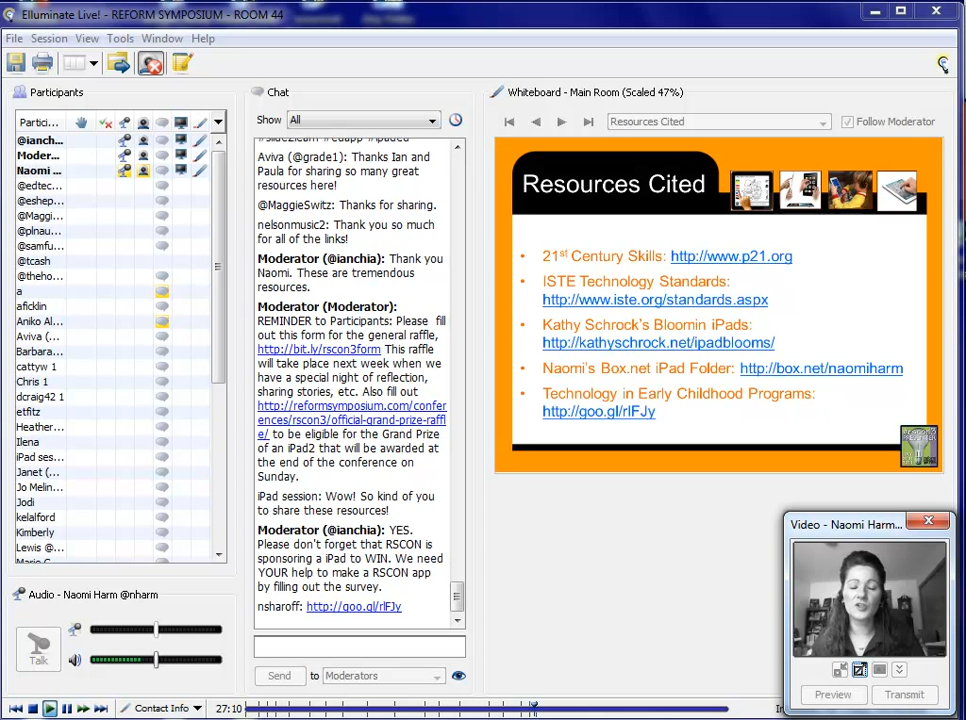 Elluminate Live! - REFORM SYMPOSIUM - ROOM 44
File Session View Tools Window Help
Participants
Partici...
@ianch...
Moder...
Naomi ...
@edtec...
@eshep...
@Maggi...
@plnau...
@samfu...
@tcash
@theho...
a
aficklin
Aniko Al...
Aviva (...
Barbara...
cattyw 1
Chris 1
dcraig42 1
etfitz
Heather...
Ilena
iPad ses...
Janet (...
Jo Melin...
Jodi
kelalford
Kimberly
Lewis @...
Audio - Naomi Harm @nharm
Talk
Chat
Show All
Aviva (@grade1): Thanks Ian and
Paula for sharing so many great
resources here!
@MaggieSwitz: Thanks for sharing.
nelsonmusic2: Thank you so much
for all of the links!
Moderator (@ianchia): Thank you
Naomi. These are tremendous
resources.
Moderator (Moderator):
REMINDER to Participants: Please fill
out this form for the general raffle,
http://bit.ly/rscon3form This raffle
will take place next week when we
have a special night of reflection,
sharing stories, etc. Also fill out
http://reformsymposium.com/confer
ences/rscon3/official-grand-prize-raffl
e/ to be eligible for the Grand Prize
of an iPad2 that will be awarded at
the end of the conference on
Sunday.
iPad session: Wow! So kind of you
to share these resources!
Moderator (@ianchia): YES.
Please don't forget that RSCON is
sponsoring a iPad to WIN. We need
YOUR help to make a RSCON app
by filling out the survey.
nsharoff: http://goo.gl/rlFJy
Send to Moderators
Whiteboard - Main Room (Scaled 47%)
Resources Cited
Follow Moderator
Resources Cited
• 21st Century Skills: http://www.p21.org
• ISTE Technology Standards:
http://www.iste.org/standards.aspx
• Kathy Schrock's Bloomin iPads:
http://kathyschrock.net/ipadblooms/
• Naomi's Box.net iPad Folder: http://box.net/naomiharm
• Technology in Early Childhood Programs:
http://goo.gl/rlFJy
Video - Naomi Harm...
Preview Transmit
Contact Info 27:10